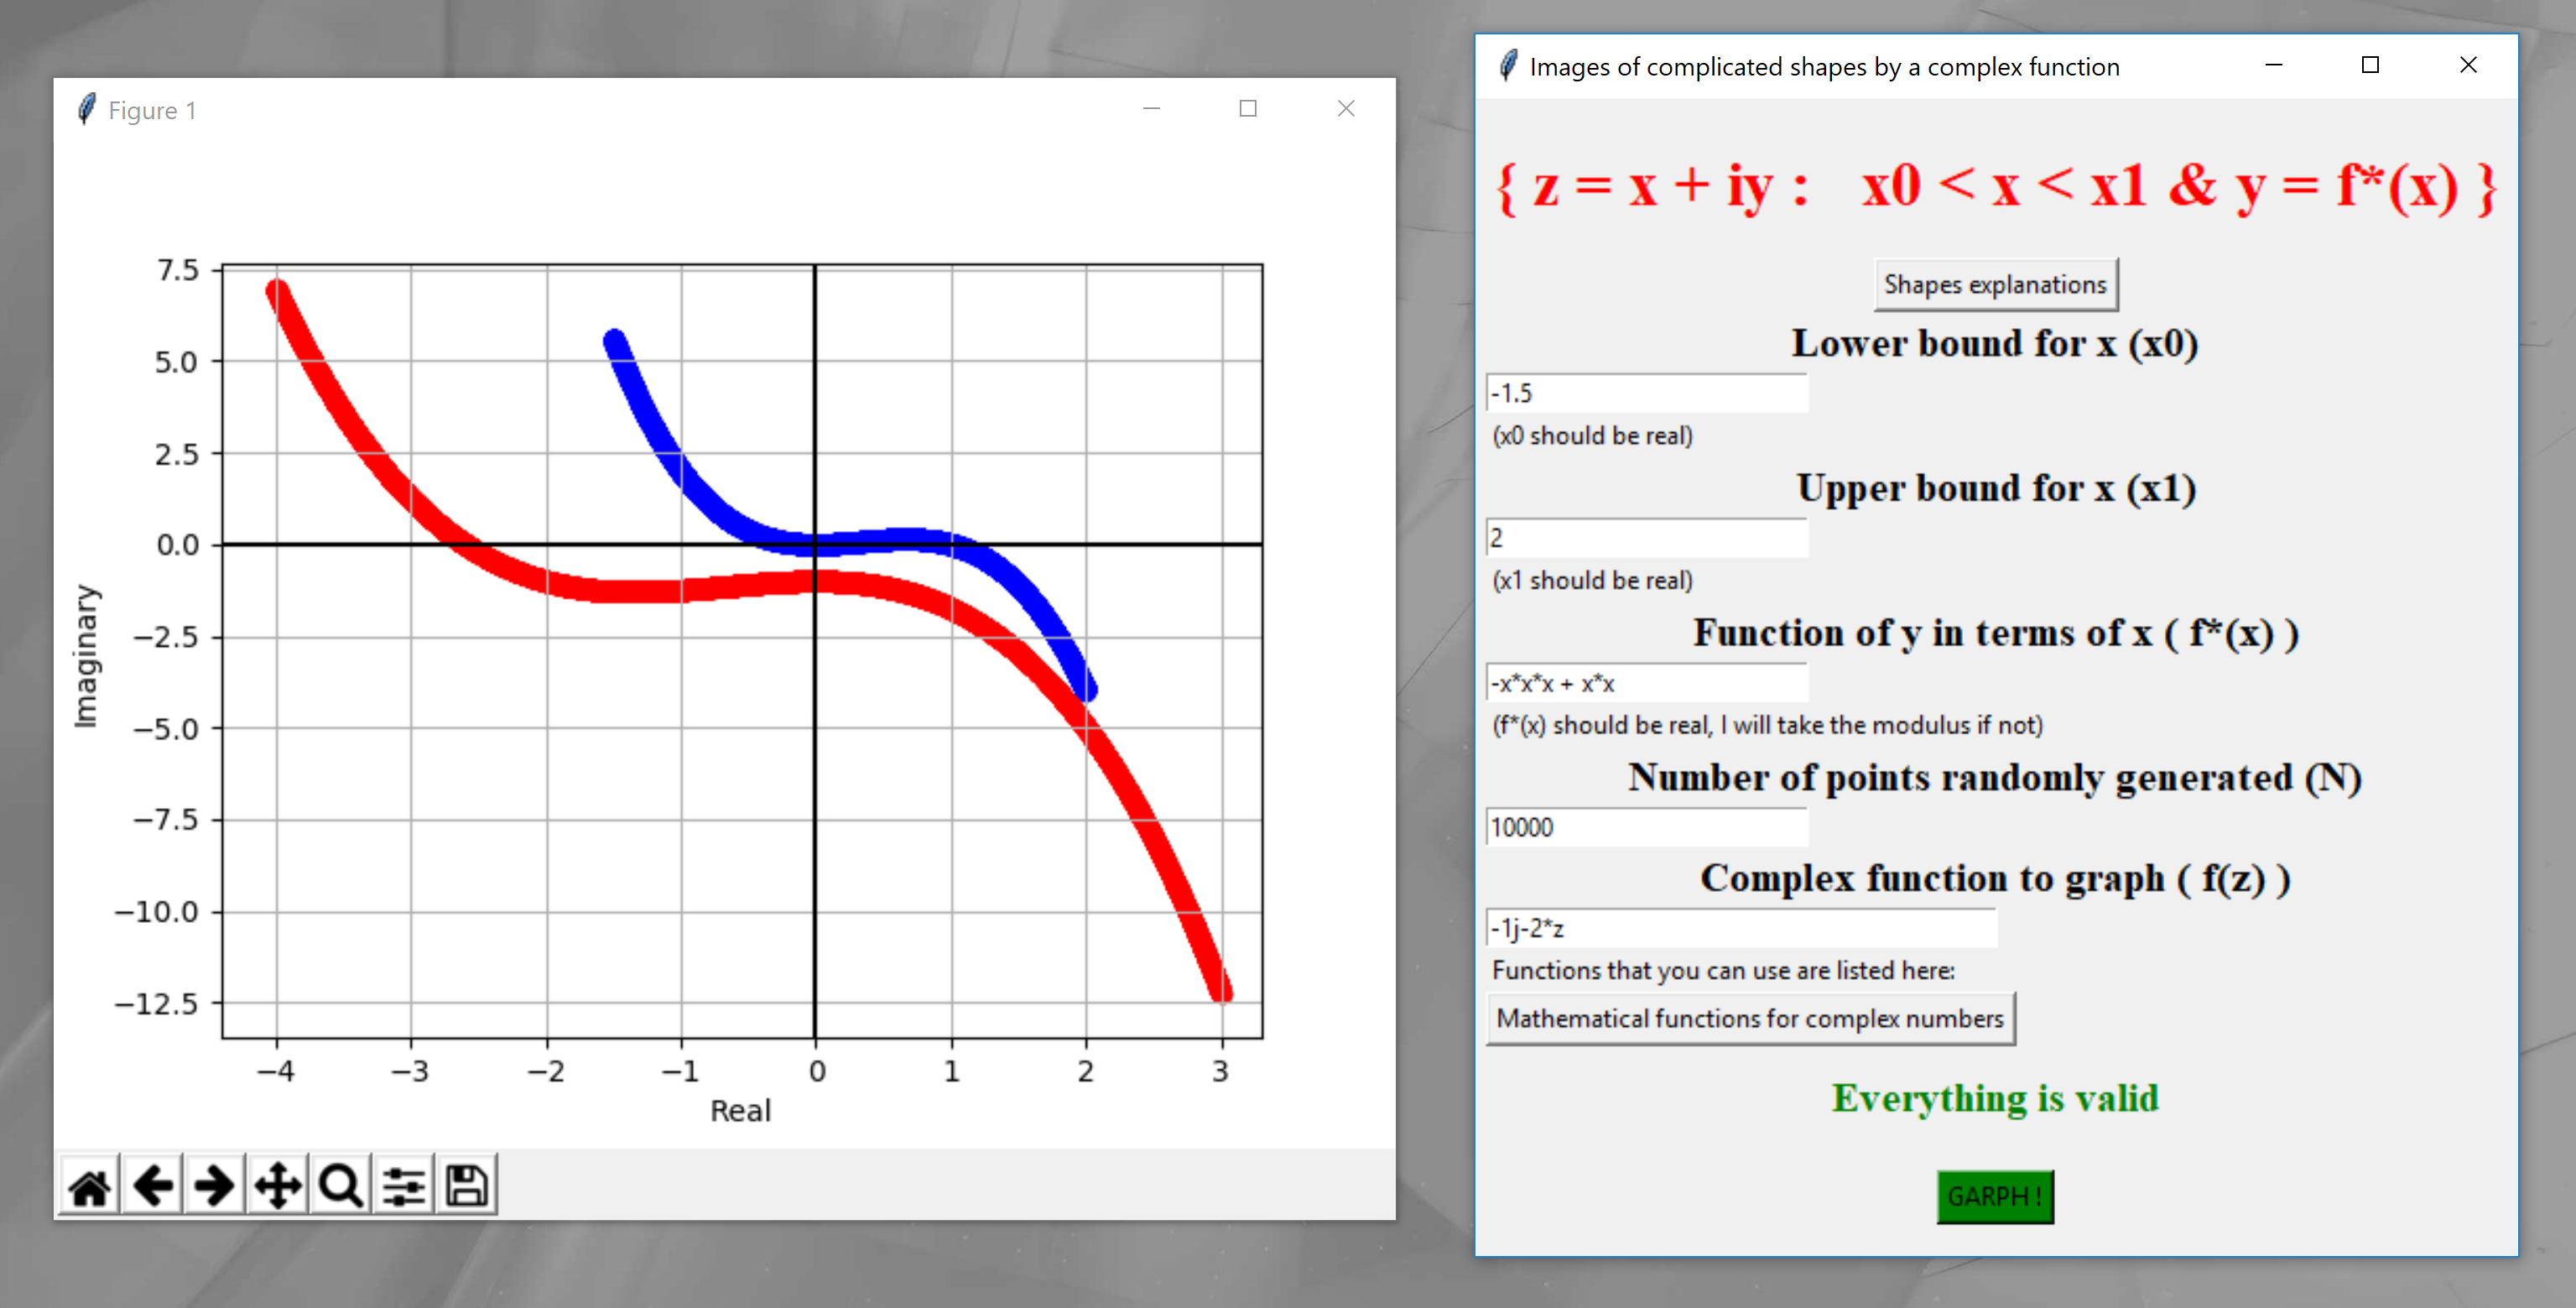 Figure 1
7.5
5.0
2.5
0.0
−2.5
−5.0
−7.5
−10.0
−12.5
Imaginary
−4 −3 −2 −1 0 1 2 3
Real
Images of complicated shapes by a complex function
{ z = x + iy : x0 < x < x1 & y = f*(x) }
Shapes explanations
Lower bound for x (x0)
-1.5
(x0 should be real)
Upper bound for x (x1)
2
(x1 should be real)
Function of y in terms of x ( f*(x) )
-x*x*x + x*x
(f*(x) should be real, I will take the modulus if not)
Number of points randomly generated (N)
10000
Complex function to graph ( f(z) )
-1j-2*z
Functions that you can use are listed here:
Mathematical functions for complex numbers
Everything is valid
GARPH !